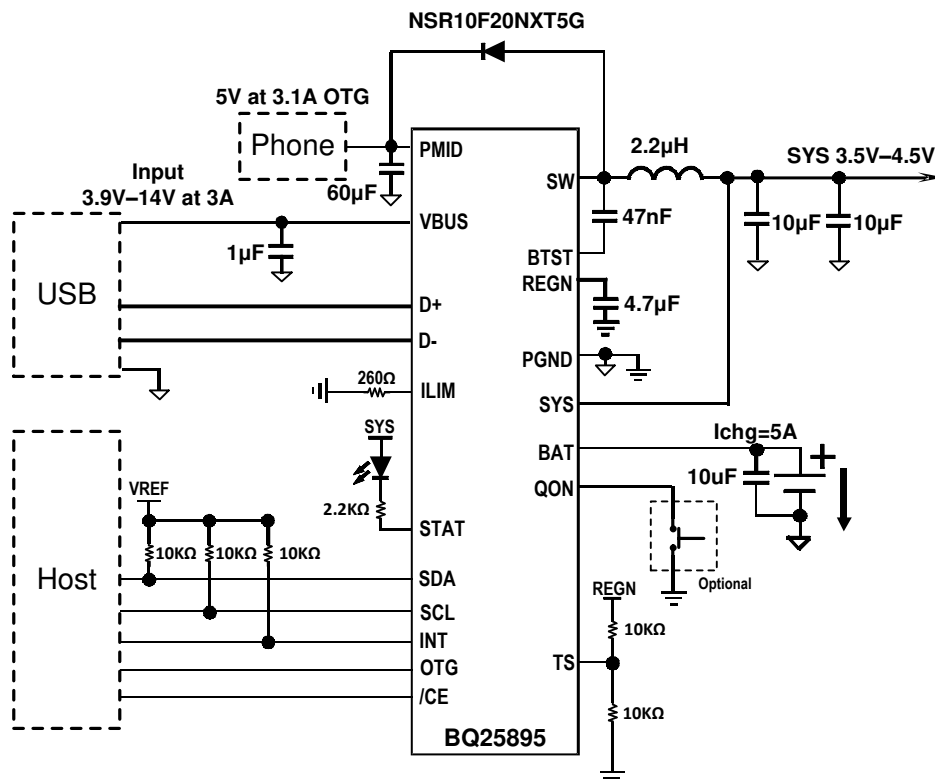 NSR10F20NXT5G
5V at 3.1A OTG
Phone
PMID
60µF
Input
3.9V–14V at 3A
VBUS
1µF
USB
D+
D-
ILIM
260Ω
SYS
2.2KΩ
STAT
VREF
10KΩ
10KΩ
10KΩ
Host
SDA
SCL
INT
OTG
/CE
BQ25895
2.2µH
SYS 3.5V–4.5V
SW
47nF
10µF
10µF
BTST
REGN
4.7µF
PGND
SYS
BAT
Ichg=5A
+
10uF
QON
Optional
REGN
10KΩ
TS
10KΩ